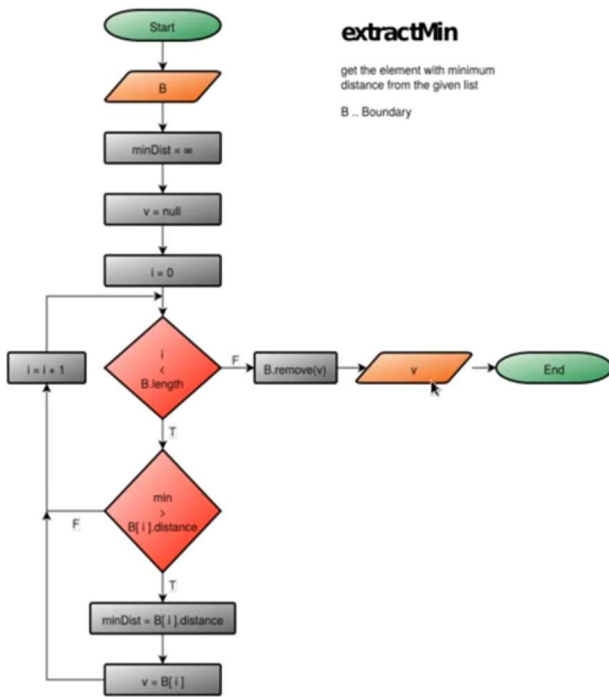 Start
extractMin
get the element with minimum
distance from the given list
B .. Boundary
B
minDist = ∞
v = null
i = 0
i = i + 1
i
<
B.length
F
B.remove(v)
v
End
T
min
>
B[ i ].distance
F
T
minDist = B[ i ].distance
v = B[ i ]